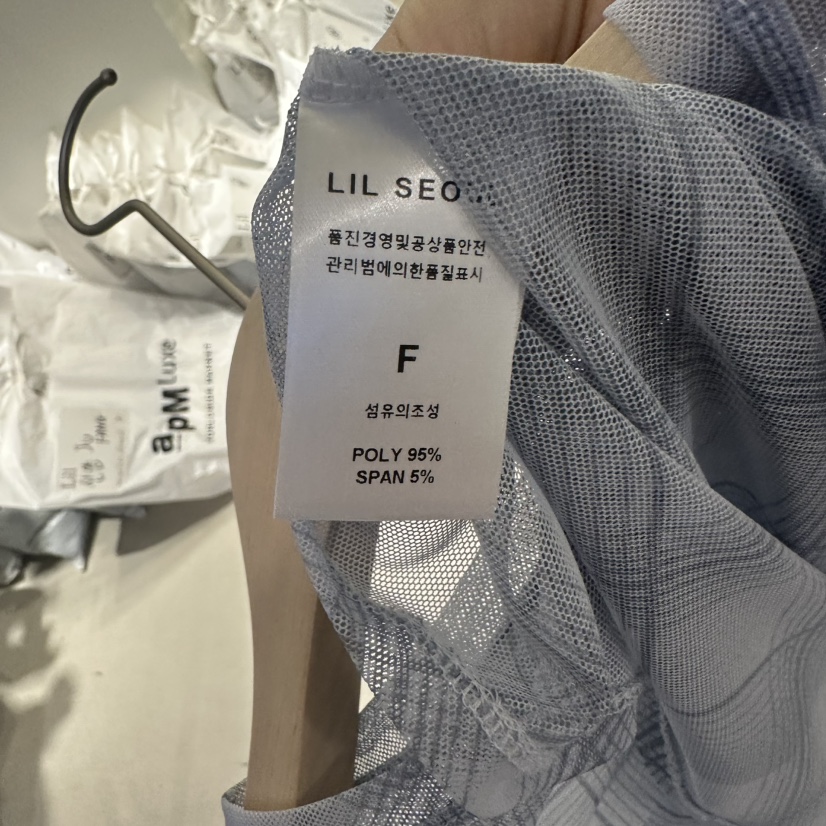 LIL SEO
품진경영및공상품안전
관리법에의한품질표시
F
섬유의조성
POLY 95%
SPAN 5%
apM Luxe
Lil